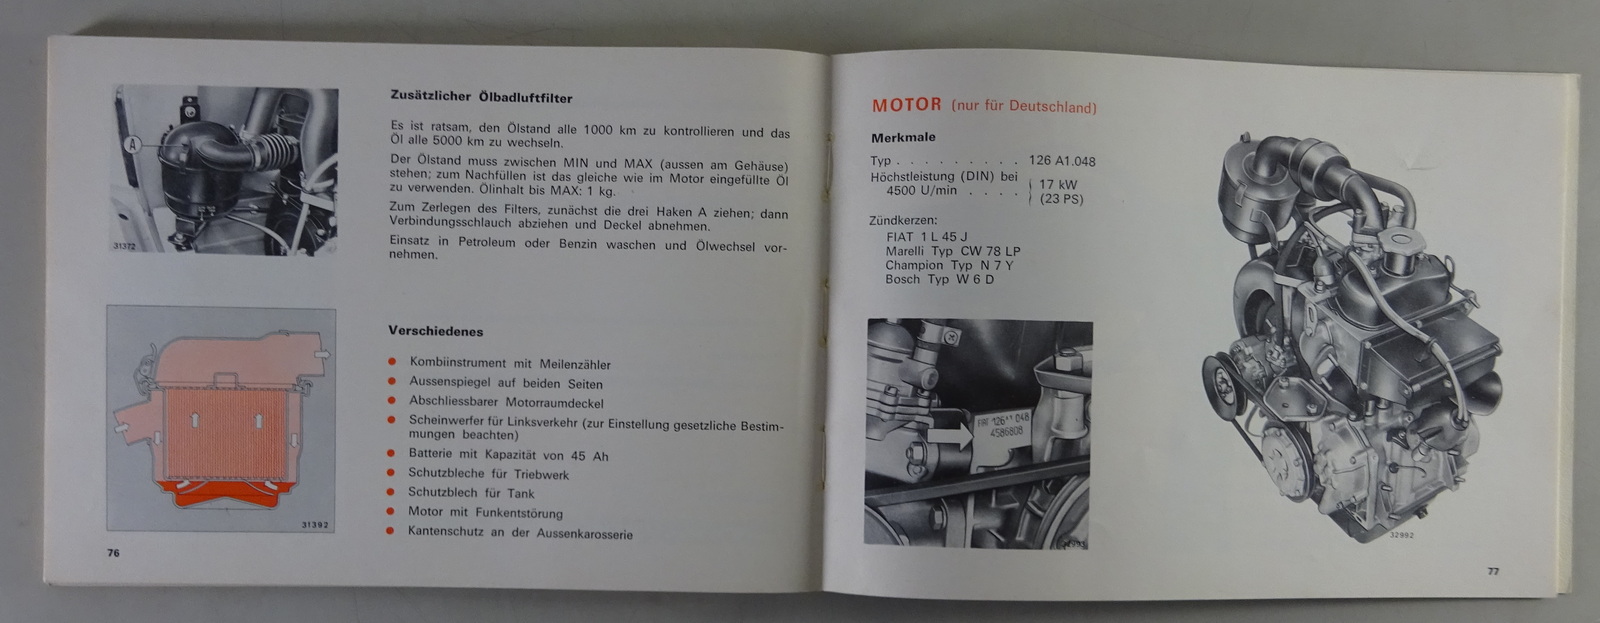 A
31372
Zusätzlicher Ölbadluftfilter
Es ist ratsam, den Ölstand alle 1000 km zu kontrollieren und das
Öl alle 5000 km zu wechseln.
Der Ölstand muss zwischen MIN und MAX (aussen am Gehäuse)
stehen; zum Nachfüllen ist das gleiche wie im Motor eingefüllte Öl
zu verwenden. Ölinhalt bis MAX: 1 kg.
Zum Zerlegen des Filters, zunächst die drei Haken A ziehen; dann
Verbindungsschlauch abziehen und Deckel abnehmen.
Einsatz in Petroleum oder Benzin waschen und Ölwechsel vor-
nehmen.
31392
Verschiedenes
Kombiinstrument mit Meilenzähler
Aussenspiegel auf beiden Seiten
Abschliessbarer Motorraumdeckel
Scheinwerfer für Linksverkehr (zur Einstellung gesetzliche Bestim-
mungen beachten)
Batterie mit Kapazität von 45 Ah
Schutzbleche für Triebwerk
Schutzblech für Tank
Motor mit Funkentstörung
Kantenschutz an der Aussenkarosserie
76
MOTOR (nur für Deutschland)
Merkmale
Typ . . . . . . . . . 126 A1.048
Höchstleistung (DIN) bei
4500 U/min . . . . { 17 kW
(23 PS)
Zündkerzen:
FIAT 1 L 45 J
Marelli Typ CW 78 LP
Champion Typ N 7 Y
Bosch Typ W 6 D
4586808
32992
77